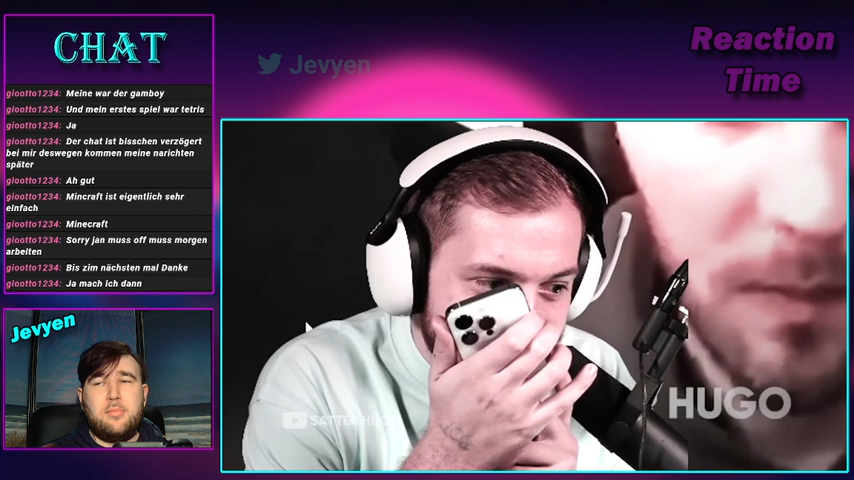 CHAT
giootto1234: Meine war der gamboy
giootto1234: Und mein erstes spiel war tetris
giootto1234: Ja
giootto1234: Der chat ist bisschen verzögert
bei mir deswegen kommen meine narichten
später
giootto1234: Ah gut
giootto1234: Mincraft ist eigentlich sehr
einfach
giootto1234: Minecraft
giootto1234: Sorry jan muss off muss morgen
arbeiten
giootto1234: Bis zim nächsten mal Danke
giootto1234: Ja mach ich dann
Jevyen
Jevyen
Reaction
Time
HUGO